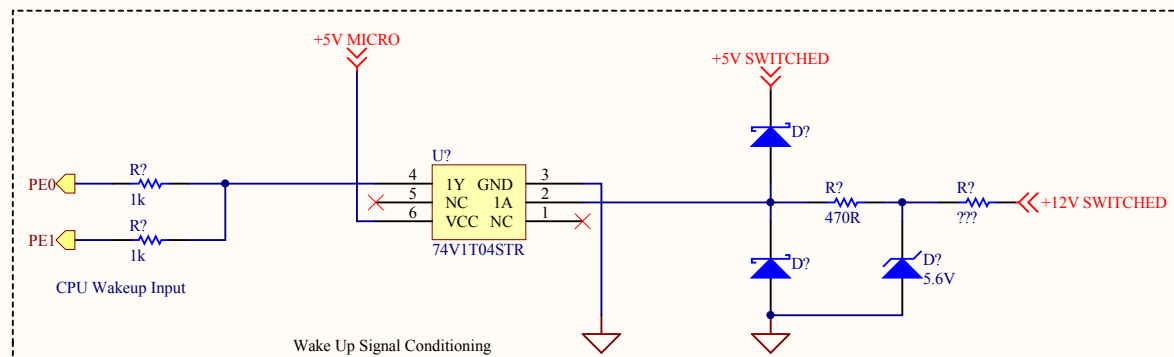 +5V MICRO
+5V SWITCHED
D?
U?
R?
PE0
1k
R?
PE1
1k
4
5
6
1Y
NC
VCC
GND
1A
NC
3
2
1
74V1T04STR
R?
470R
R?
???
+12V SWITCHED
D?
D?
5.6V
CPU Wakeup Input
Wake Up Signal Conditioning